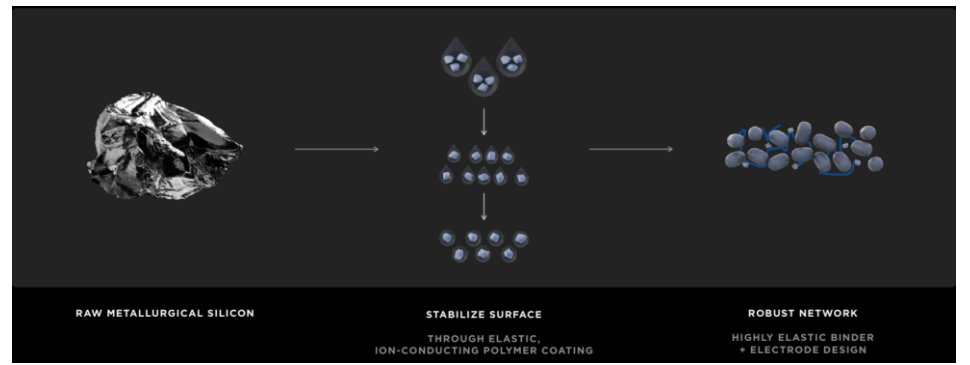 RAW METALLURGICAL SILICON
STABILIZE SURFACE
THROUGH ELASTIC,
ION-CONDUCTING POLYMER COATING
ROBUST NETWORK
HIGHLY ELASTIC BINDER
+ ELECTRODE DESIGN